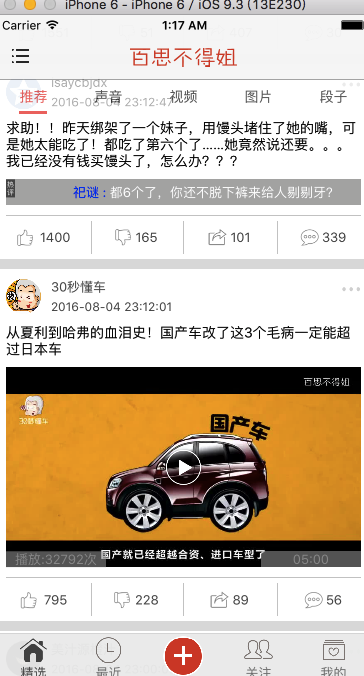 iPhone 6 - iPhone 6 / iOS 9.3 (13E230)
Carrier 1:17 AM
百思不得姐
isaycbjdx
推荐 声音 视频 图片 段子
2016-08-04 23:12:47
求助！！昨天绑架了一个妹子，用馒头堵住了她的嘴，可
是她太能吃了！都吃了第六个了……她竟然说还要。。。
我已经没有钱买馒头了，怎么办？？？
热评
祀谜 : 都6个了，你还不脱下裤来给人剔剔牙？
1400 165 101 339
30秒懂车
2016-08-04 23:12:01
从夏利到哈弗的血泪史！国产车改了这3个毛病一定能超
过日本车
百思不得姐
30秒懂车
国产车
国产就已经超越合资、进口车型了
播放:32792次 05:00
795 228 89 56
精选 最近 关注 我的